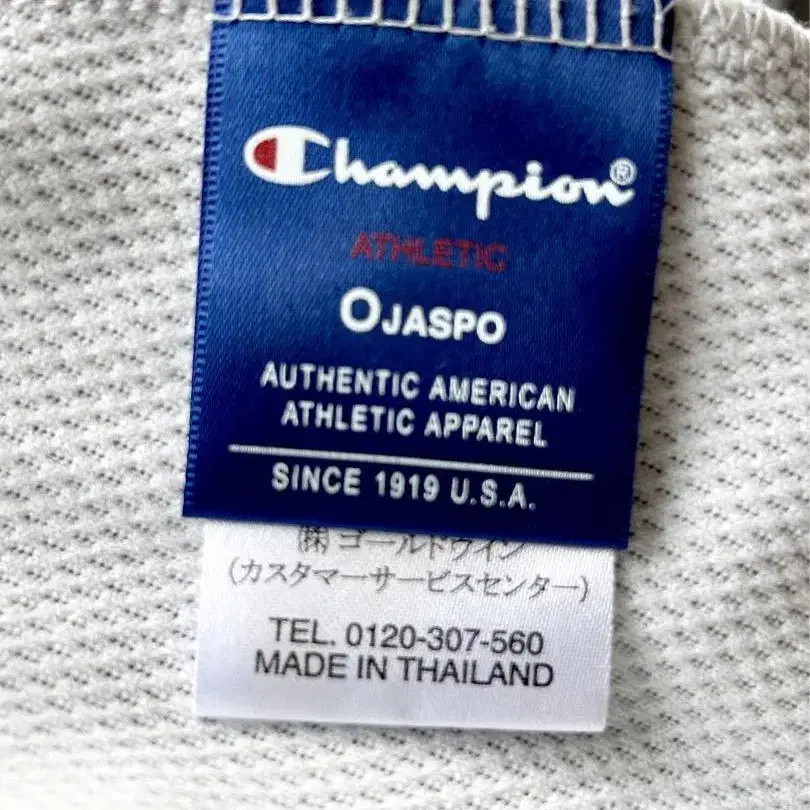 Champion®
ATHLETIC
OJASPO
AUTHENTIC AMERICAN
ATHLETIC APPAREL
SINCE 1919 U.S.A.
㈱ ゴールドウイン
(カスタマーサービスセンター)
TEL. 0120-307-560
MADE IN THAILAND